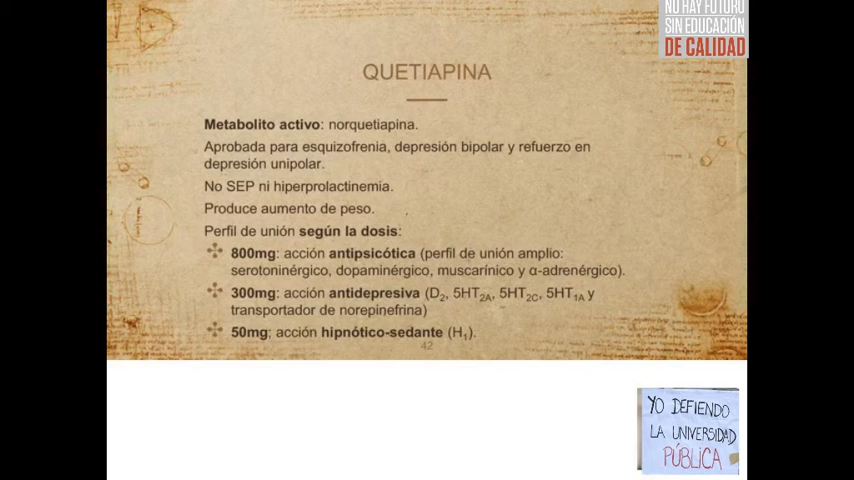 NO HAY FUTURO
SIN EDUCACIÓN
DE CALIDAD
QUETIAPINA
Metabolito activo: norquetiapina.
Aprobada para esquizofrenia, depresión bipolar y refuerzo en
depresión unipolar.
No SEP ni hiperprolactinemia.
Produce aumento de peso.
Perfil de unión según la dosis:
800mg: acción antipsicótica (perfil de unión amplio:
serotoninérgico, dopaminérgico, muscarínico y α-adrenérgico).
300mg: acción antidepresiva (D2, 5HT2A, 5HT2C, 5HT1A y
transportador de norepinefrina)
50mg: acción hipnótico-sedante (H1).
42
YO DEFIENDO
LA UNIVERSIDAD
PÚBLICA